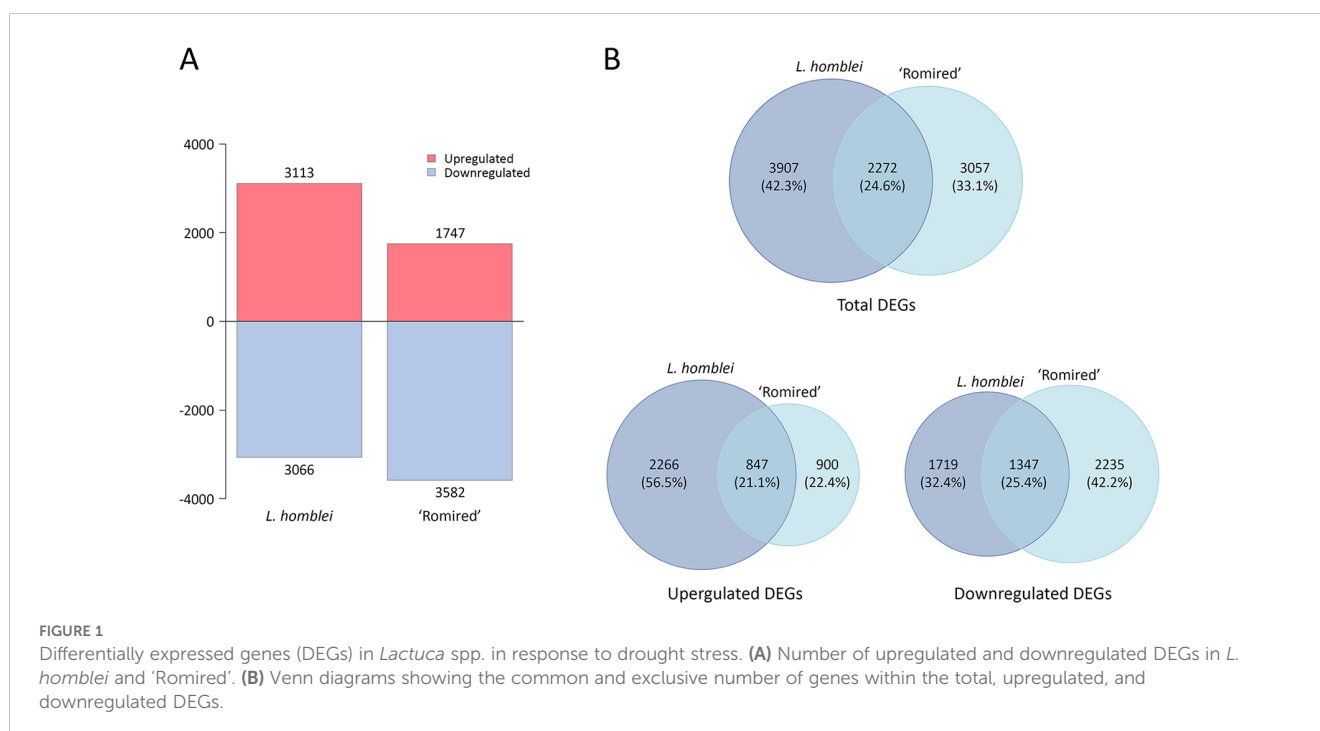 A
4000
2000
0
-2000
-4000
3113
1747
3066
3582
Upregulated
Downregulated
L. homblei
'Romired'
B
L. homblei
'Romired'
3907
(42.3%)
2272
(24.6%)
3057
(33.1%)
Total DEGs
L. homblei
'Romired'
2266
(56.5%)
847
(21.1%)
900
(22.4%)
Upergulated DEGs
L. homblei
'Romired'
1719
(32.4%)
1347
(25.4%)
2235
(42.2%)
Downregulated DEGs
FIGURE 1
Differentially expressed genes (DEGs) in Lactuca spp. in response to drought stress. (A) Number of upregulated and downregulated DEGs in L.
homblei and 'Romired'. (B) Venn diagrams showing the common and exclusive number of genes within the total, upregulated, and
downregulated DEGs.